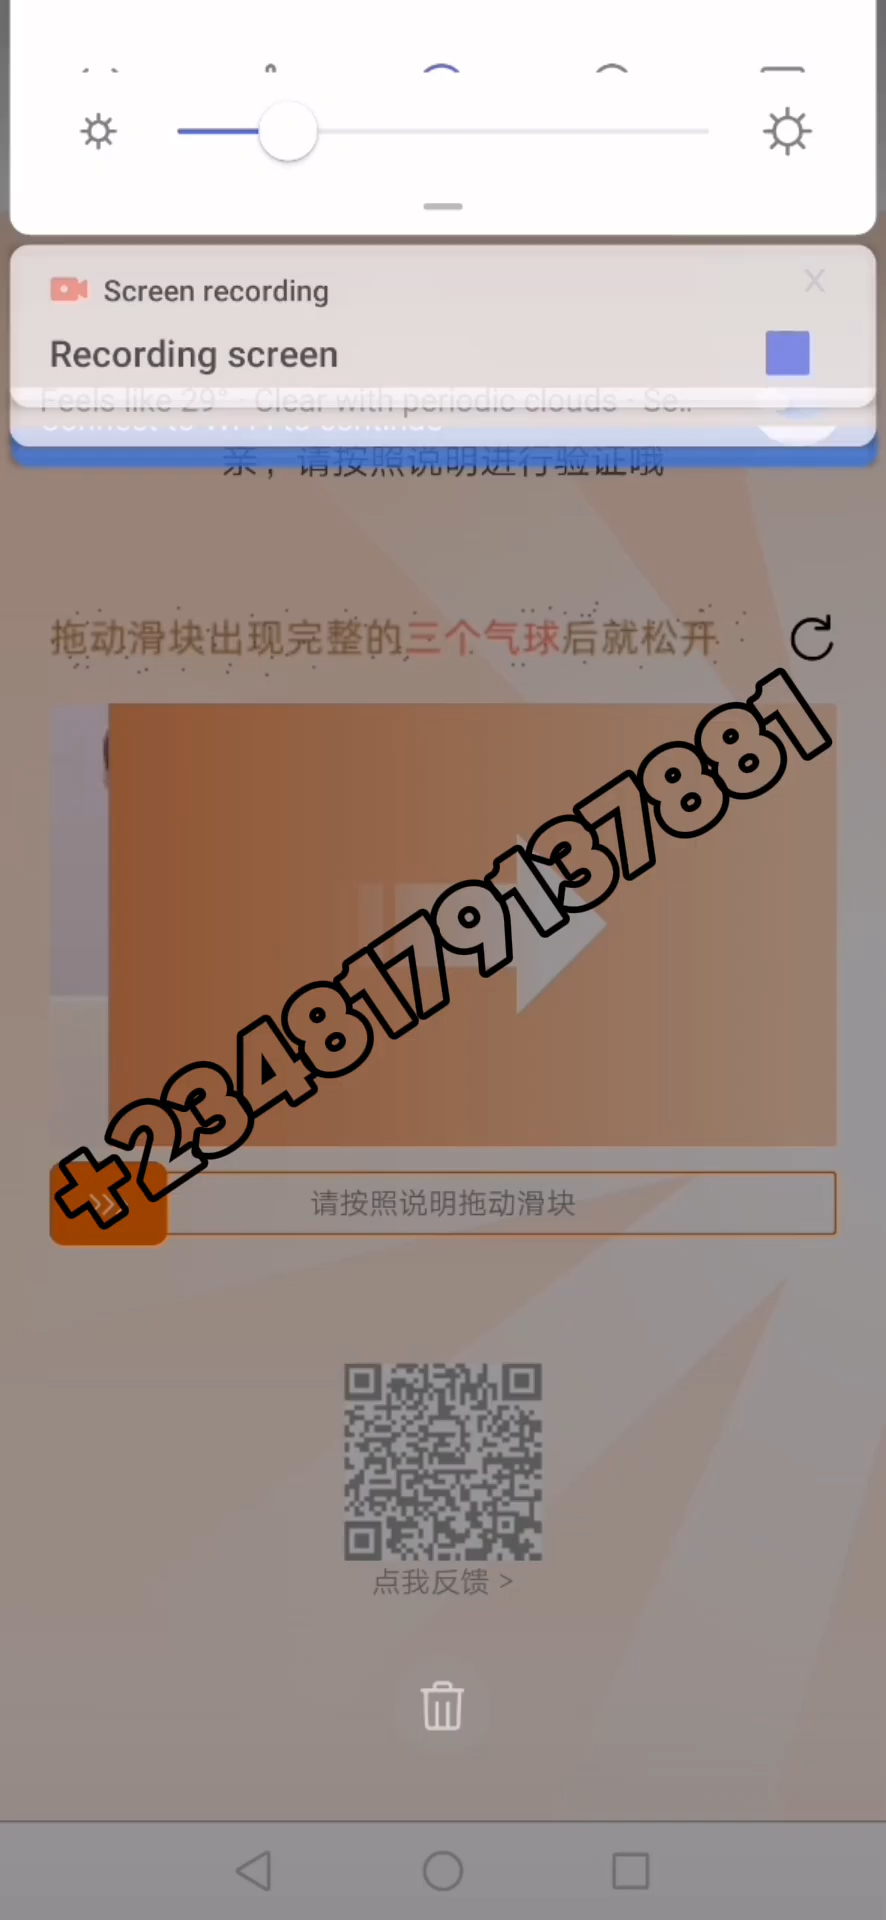 Screen recording
X
Recording screen
Feels like 29° · Clear with periodic clouds · Se..
亲，请按照说明进行验证哦
拖动滑块出现完整的三个气球后就松开
+2348179137881
请按照说明拖动滑块
点我反馈 >